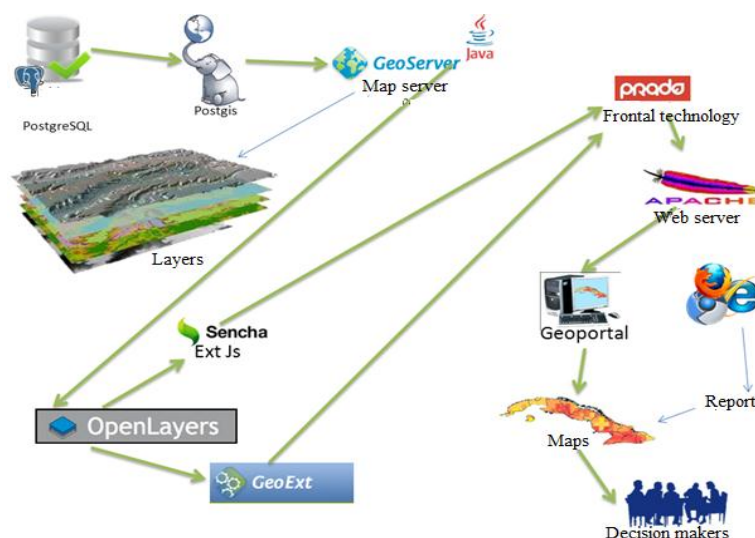 PostgreSQL
Postgis
GeoServer
Map server
Java
prado
Frontal technology
APACHE
Web server
Layers
Geoportal
Sencha
Ext Js
OpenLayers
GeoExt
Report
Maps
Decision makers